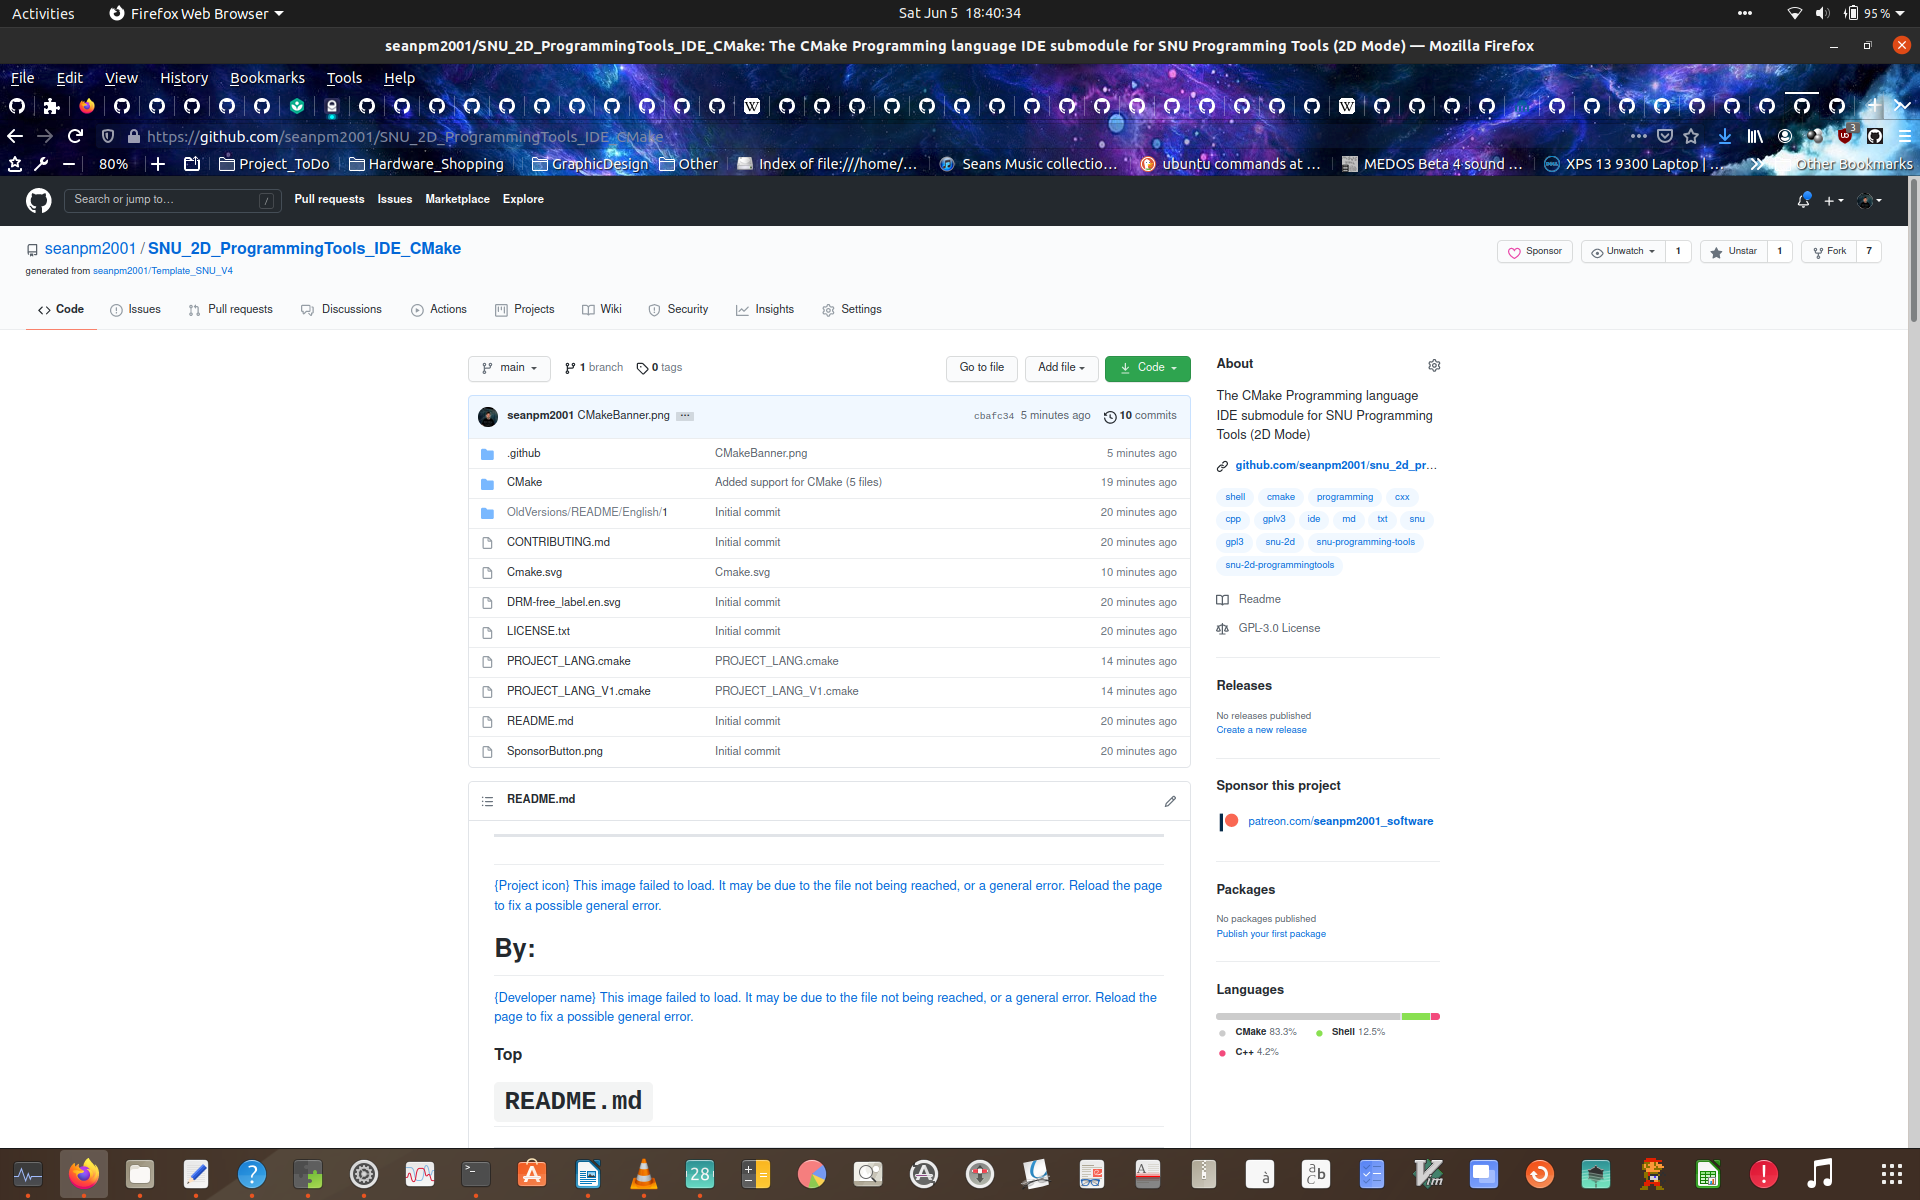 Activities Firefox Web Browser Sat Jun 5 18:40:34 95 %
seanpm2001/SNU_2D_ProgrammingTools_IDE_CMake: The CMake Programming language IDE submodule for SNU Programming Tools (2D Mode) — Mozilla Firefox
File Edit View History Bookmarks Tools Help
https://github.com/seanpm2001/SNU_2D_ProgrammingTools_IDE_CMake 3
80% Project_ToDo Hardware_Shopping GraphicDesign Other Index of file:///home/... Seans Music collectio... ubuntu commands at ... MEDOS Beta 4 sound ... XPS 13 9300 Laptop | ... Other Bookmarks
Search or jump to... / Pull requests Issues Marketplace Explore
seanpm2001 / SNU_2D_ProgrammingTools_IDE_CMake Sponsor Unwatch 1 Unstar 1 Fork 7
generated from seanpm2001/Template_SNU_V4
Code Issues Pull requests Discussions Actions Projects Wiki Security Insights Settings
main 1 branch 0 tags Go to file Add file Code
seanpm2001 CMakeBanner.png ... cbafc34 5 minutes ago 10 commits
.github CMakeBanner.png 5 minutes ago
CMake Added support for CMake (5 files) 19 minutes ago
OldVersions/README/English/1 Initial commit 20 minutes ago
CONTRIBUTING.md Initial commit 20 minutes ago
Cmake.svg Cmake.svg 10 minutes ago
DRM-free_label.en.svg Initial commit 20 minutes ago
LICENSE.txt Initial commit 20 minutes ago
PROJECT_LANG.cmake PROJECT_LANG.cmake 14 minutes ago
PROJECT_LANG_V1.cmake PROJECT_LANG_V1.cmake 14 minutes ago
README.md Initial commit 20 minutes ago
SponsorButton.png Initial commit 20 minutes ago
README.md
{Project icon} This image failed to load. It may be due to the file not being reached, or a general error. Reload the page
to fix a possible general error.
By:
{Developer name} This image failed to load. It may be due to the file not being reached, or a general error. Reload the
page to fix a possible general error.
Top
README.md
About
The CMake Programming language
IDE submodule for SNU Programming
Tools (2D Mode)
github.com/seanpm2001/snu_2d_pr...
shell cmake programming cxx
cpp gplv3 ide md txt snu
gpl3 snu-2d snu-programming-tools
snu-2d-programmingtools
Readme
GPL-3.0 License
Releases
No releases published
Create a new release
Sponsor this project
patreon.com/seanpm2001_software
Packages
No packages published
Publish your first package
Languages
CMake 83.3% Shell 12.5%
C++ 4.2%
28